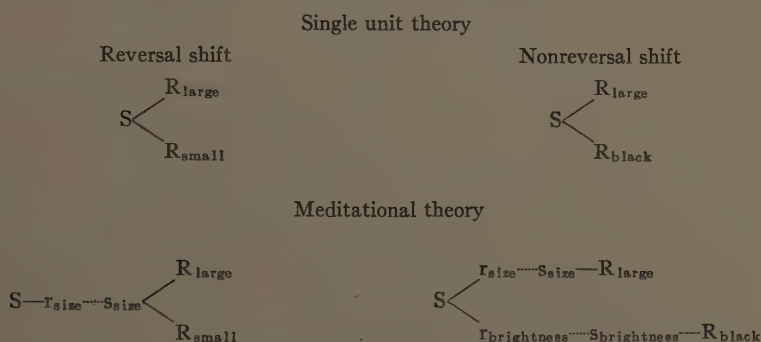 Single unit theory
Reversal shift Nonreversal shift
R large R large
S S
R small R black
Meditational theory
R large r size s size R large
S r size s size S
R small r brightness s brightness R black